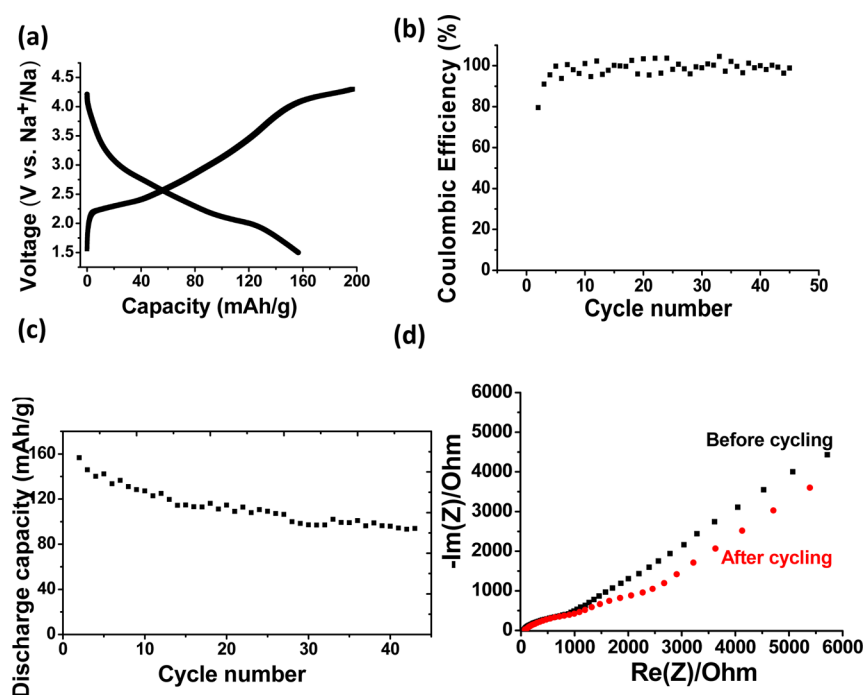 (a)
Voltage (V vs. Na+/Na)
4.5
4.0
3.5
3.0
2.5
2.0
1.5
0 40 80 120 160 200
Capacity (mAh/g)
(b)
Coulombic Efficiency (%)
100
80
60
40
20
0
0 10 20 30 40 50
Cycle number
(c)
Discharge capacity (mAh/g)
160
120
80
40
0
0 10 20 30 40
Cycle number
(d)
-Im(Z)/Ohm
6000
5000
4000
3000
2000
1000
0
Before cycling
After cycling
0 1000 2000 3000 4000 5000 6000
Re(Z)/Ohm